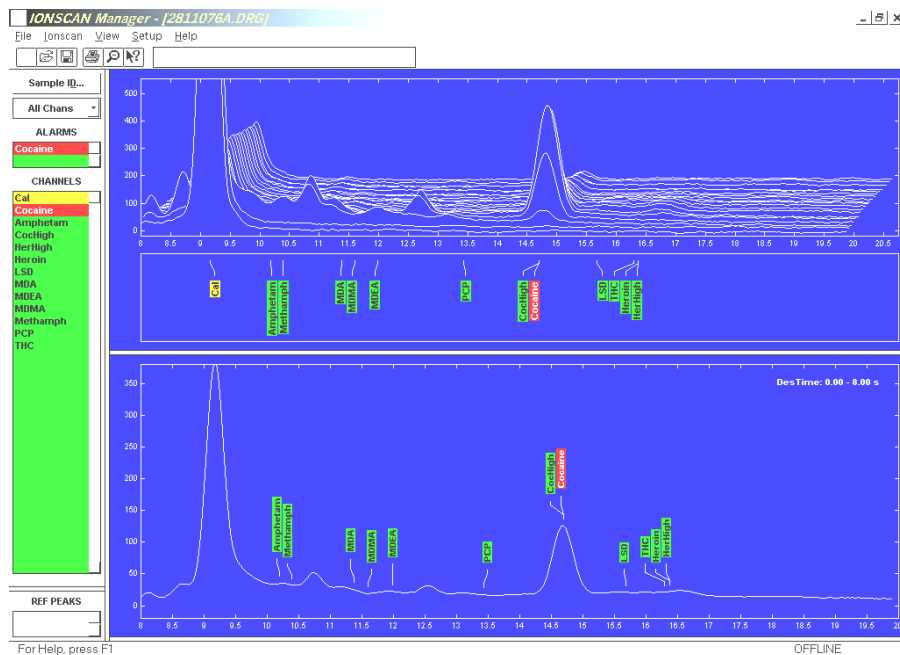 IONSCAN Manager - [2811076A.DRG]
File Ionscan View Setup Help
Sample ID...
All Chans
ALARMS
Cocaine
CHANNELS
Cal
Cocaine
Amphetam
CocHigh
HerHigh
Heroin
LSD
MDA
MDEA
MDMA
Methamph
PCP
THC
REF PEAKS
500
400
300
200
100
0
8 8.5 9 9.5 10 10.5 11 11.5 12 12.5 13 13.5 14 14.5 15 15.5 16 16.5 17 17.5 18 18.5 19 19.5 20 20.5
Cal
Amphetam
Methamph
MDA
MDMA
MDEA
PCP
CocHigh
Cocaine
LSD
THC
Heroin
HerHigh
DesTime: 0.00 - 8.00 s
350
300
250
200
150
100
50
0
Amphetam
Methamph
MDA
MDMA
MDEA
PCP
CocHigh
Cocaine
LSD
THC
Heroin
HerHigh
8 8.5 9 9.5 10 10.5 11 11.5 12 12.5 13 13.5 14 14.5 15 15.5 16 16.5 17 17.5 18 18.5 19 19.5 20
For Help, press F1
OFFLINE